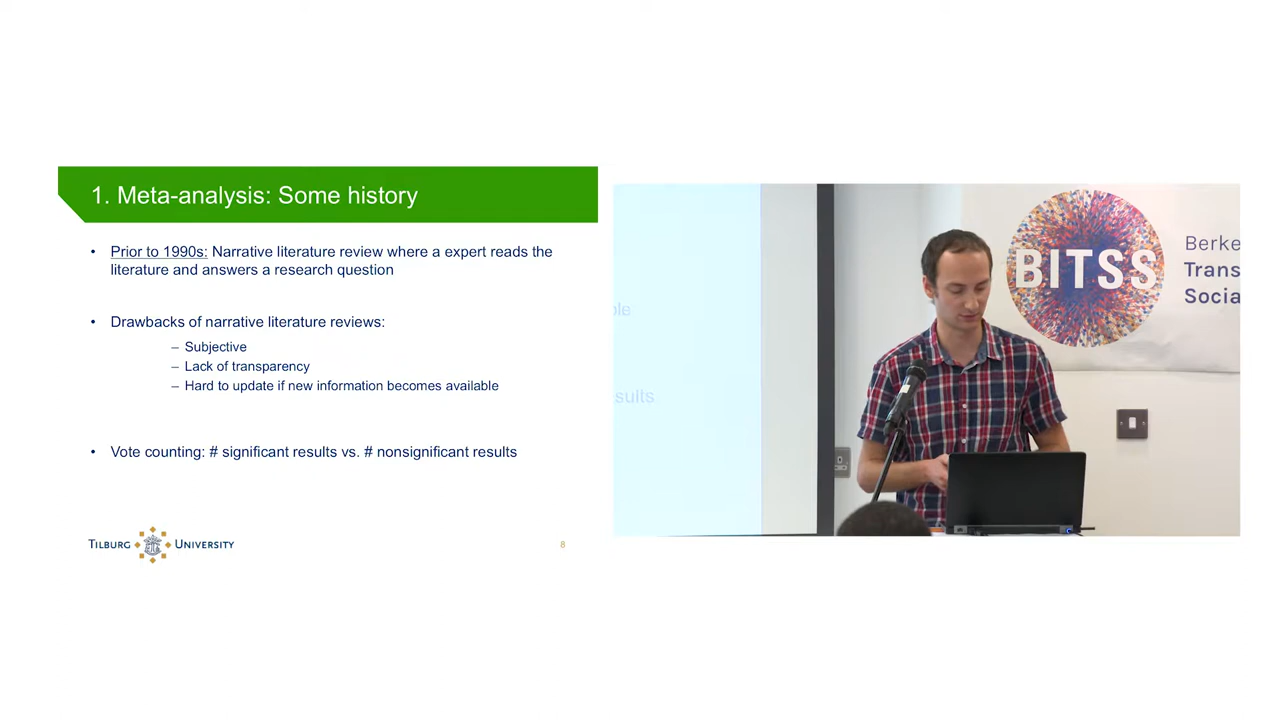 1. Meta-analysis: Some history
• Prior to 1990s: Narrative literature review where a expert reads the
literature and answers a research question
• Drawbacks of narrative literature reviews:
– Subjective
– Lack of transparency
– Hard to update if new information becomes available
• Vote counting: # significant results vs. # nonsignificant results
TILBURG UNIVERSITY
8
sults
BITSS
Berke
Trans
Socia